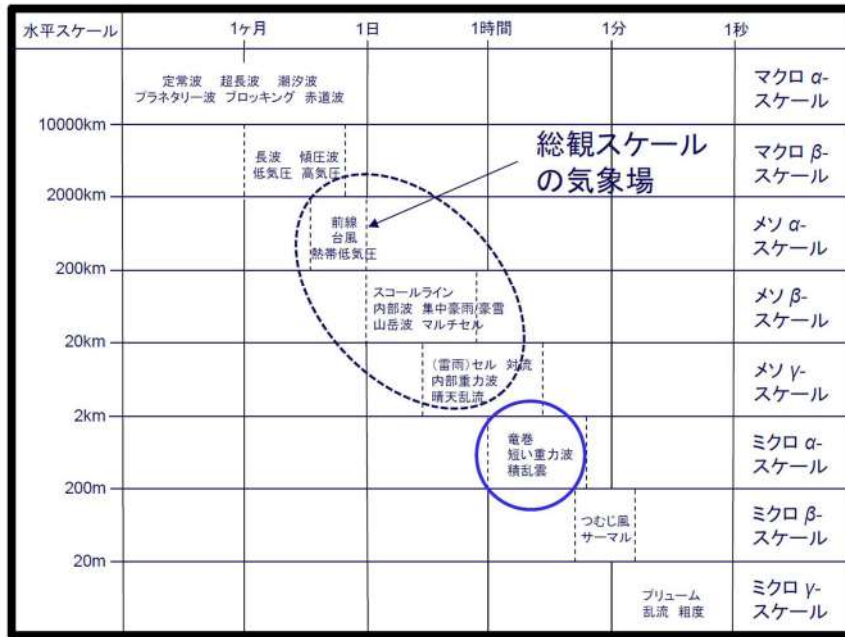 水平スケール 1ヶ月 1日 1時間 1分 1秒
定常波 超長波 潮汐波
プラネタリー波 ブロッキング 赤道波
マクロ α-
スケール
10000km
長波 傾圧波
低気圧 高気圧
総観スケール
の気象場
マクロ β-
スケール
2000km
前線
台風
熱帯低気圧
メソ α-
スケール
200km
スコールライン
内部波 集中豪雨/豪雪
山岳波 マルチセル
メソ β-
スケール
20km
(雷雨)セル 対流
内部重力波
晴天乱流
メソ γ-
スケール
2km
竜巻
短い重力波
積乱雲
ミクロ α-
スケール
200m
つむじ風
サーマル
ミクロ β-
スケール
20m
プリューム
乱流 粗度
ミクロ γ-
スケール